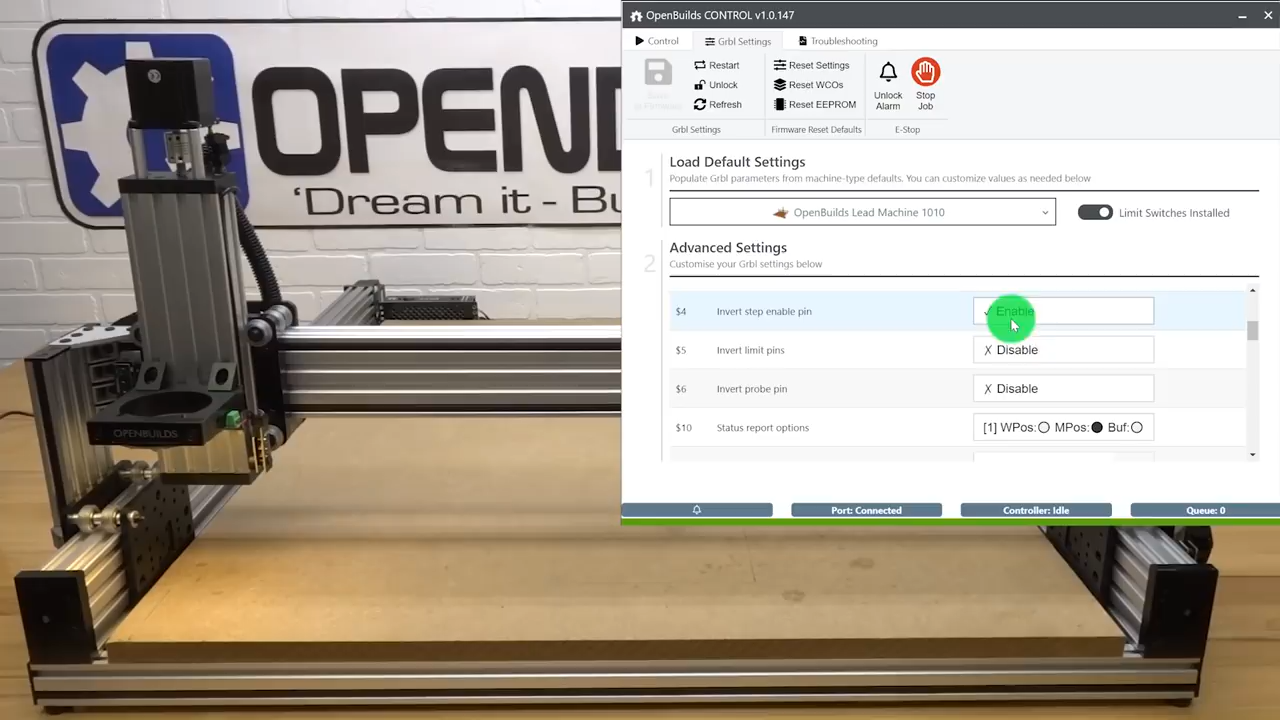 OpenBuilds CONTROL v1.0.147
Control
Grbl Settings
Troubleshooting
Restart
Unlock
Refresh
Grbl Settings
Reset Settings
Reset WCOs
Reset EEPROM
Firmware Reset Defaults
Unlock
Alarm
Stop
Job
E-Stop
1
Load Default Settings
Populate Grbl parameters from machine-type defaults. You can customize values as needed below
OpenBuilds Lead Machine 1010
Limit Switches Installed
2
Advanced Settings
Customise your Grbl settings below
$4 Invert step enable pin ✓ Enable
$5 Invert limit pins X Disable
$6 Invert probe pin X Disable
$10 Status report options [1] WPos: MPos: Buf:
Port: Connected
Controller: Idle
Queue: 0
OPEN
'Dream it - Bu
OPENBUILDS